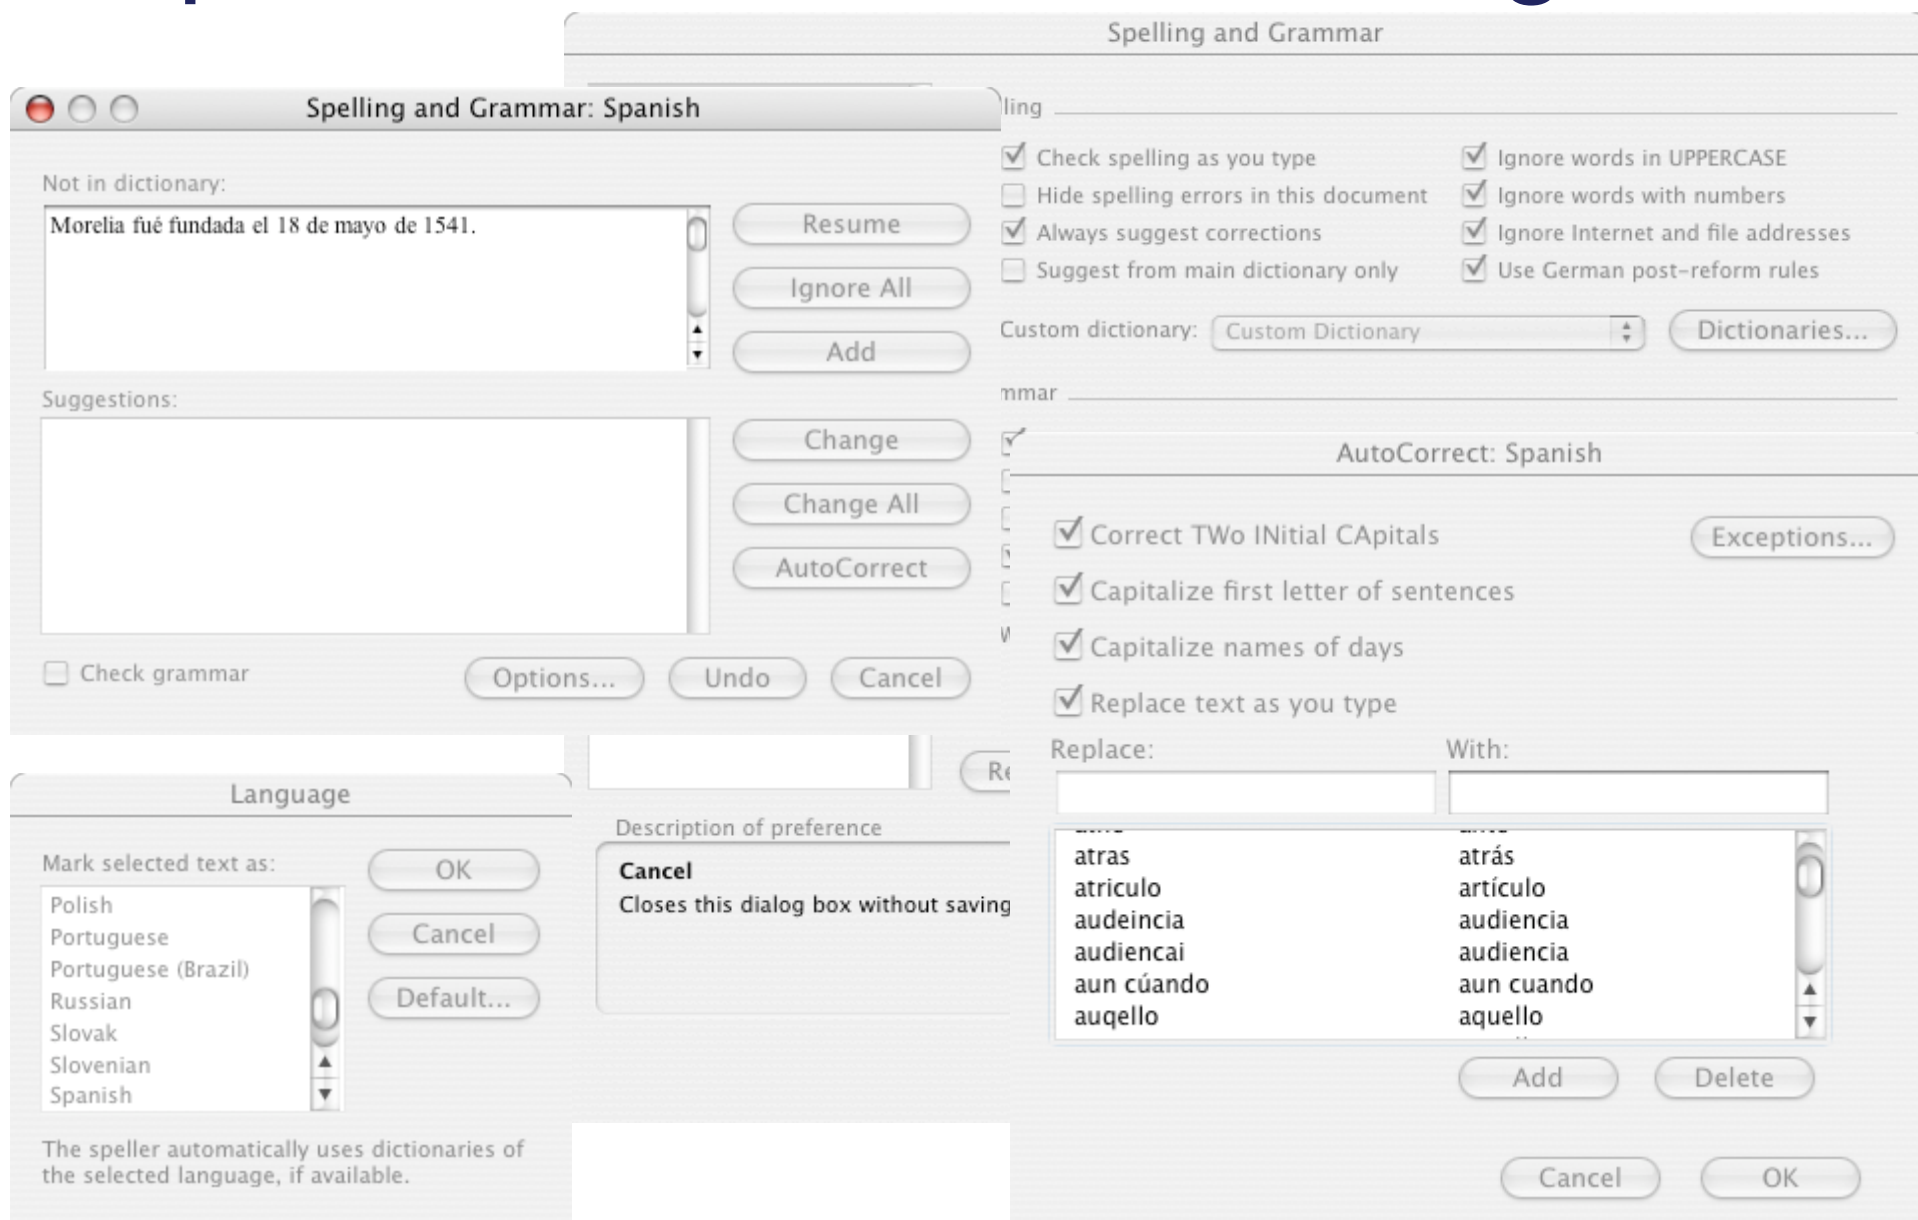 Spelling and Grammar
Spelling and Grammar: Spanish
Not in dictionary:
Morelia fué fundada el 18 de mayo de 1541.
Resume
Ignore All
Add
Suggestions:
Change
Change All
AutoCorrect
Check grammar
Options...
Undo
Cancel
Check spelling as you type
Ignore words in UPPERCASE
Hide spelling errors in this document
Ignore words with numbers
Always suggest corrections
Ignore Internet and file addresses
Suggest from main dictionary only
Use German post-reform rules
Custom dictionary:
Custom Dictionary
Dictionaries...
AutoCorrect: Spanish
Correct TWo INitial CApitals
Exceptions...
Capitalize first letter of sentences
Capitalize names of days
Replace text as you type
Replace:
With:
atras atrás
atriculo artículo
audeincia audiencia
audiencai audiencia
aun cúando aun cuando
auqello aquello
Add
Delete
Cancel
OK
Language
Mark selected text as:
Polish
Portuguese
Portuguese (Brazil)
Russian
Slovak
Slovenian
Spanish
OK
Cancel
Default...
The speller automatically uses dictionaries of
the selected language, if available.
Description of preference
Cancel
Closes this dialog box without saving